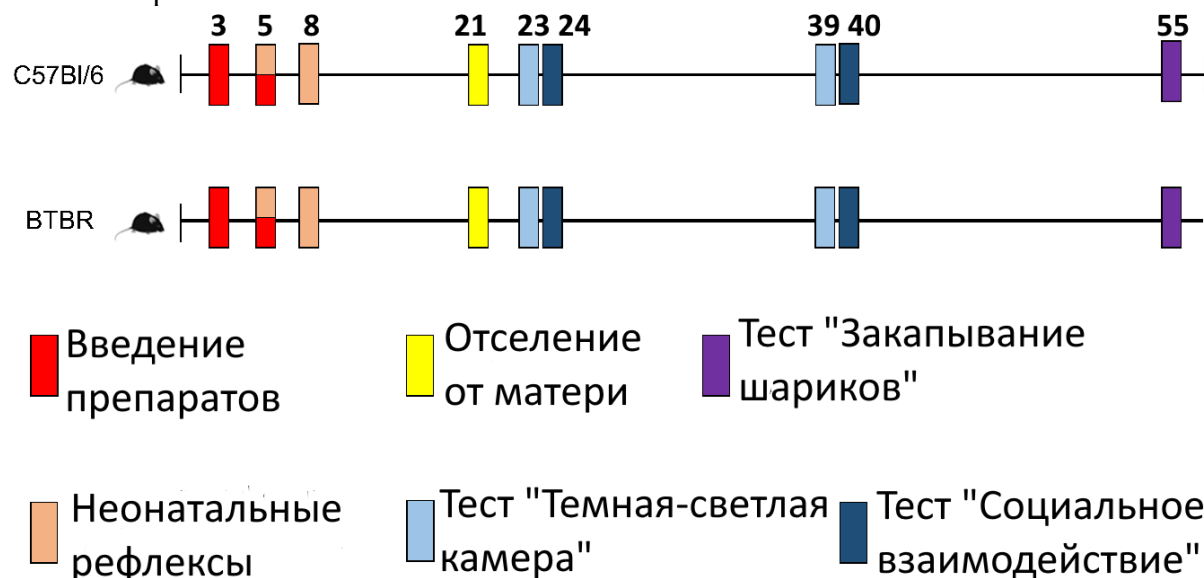 3 5 8 21 23 24 39 40 55
C57Bl/6
BTBR
Введение
препаратов
Отселение
от матери
Тест "Закапывание
шариков"
Неонатальные
рефлексы
Тест "Темная-светлая
камера"
Тест "Социальное
взаимодействие"